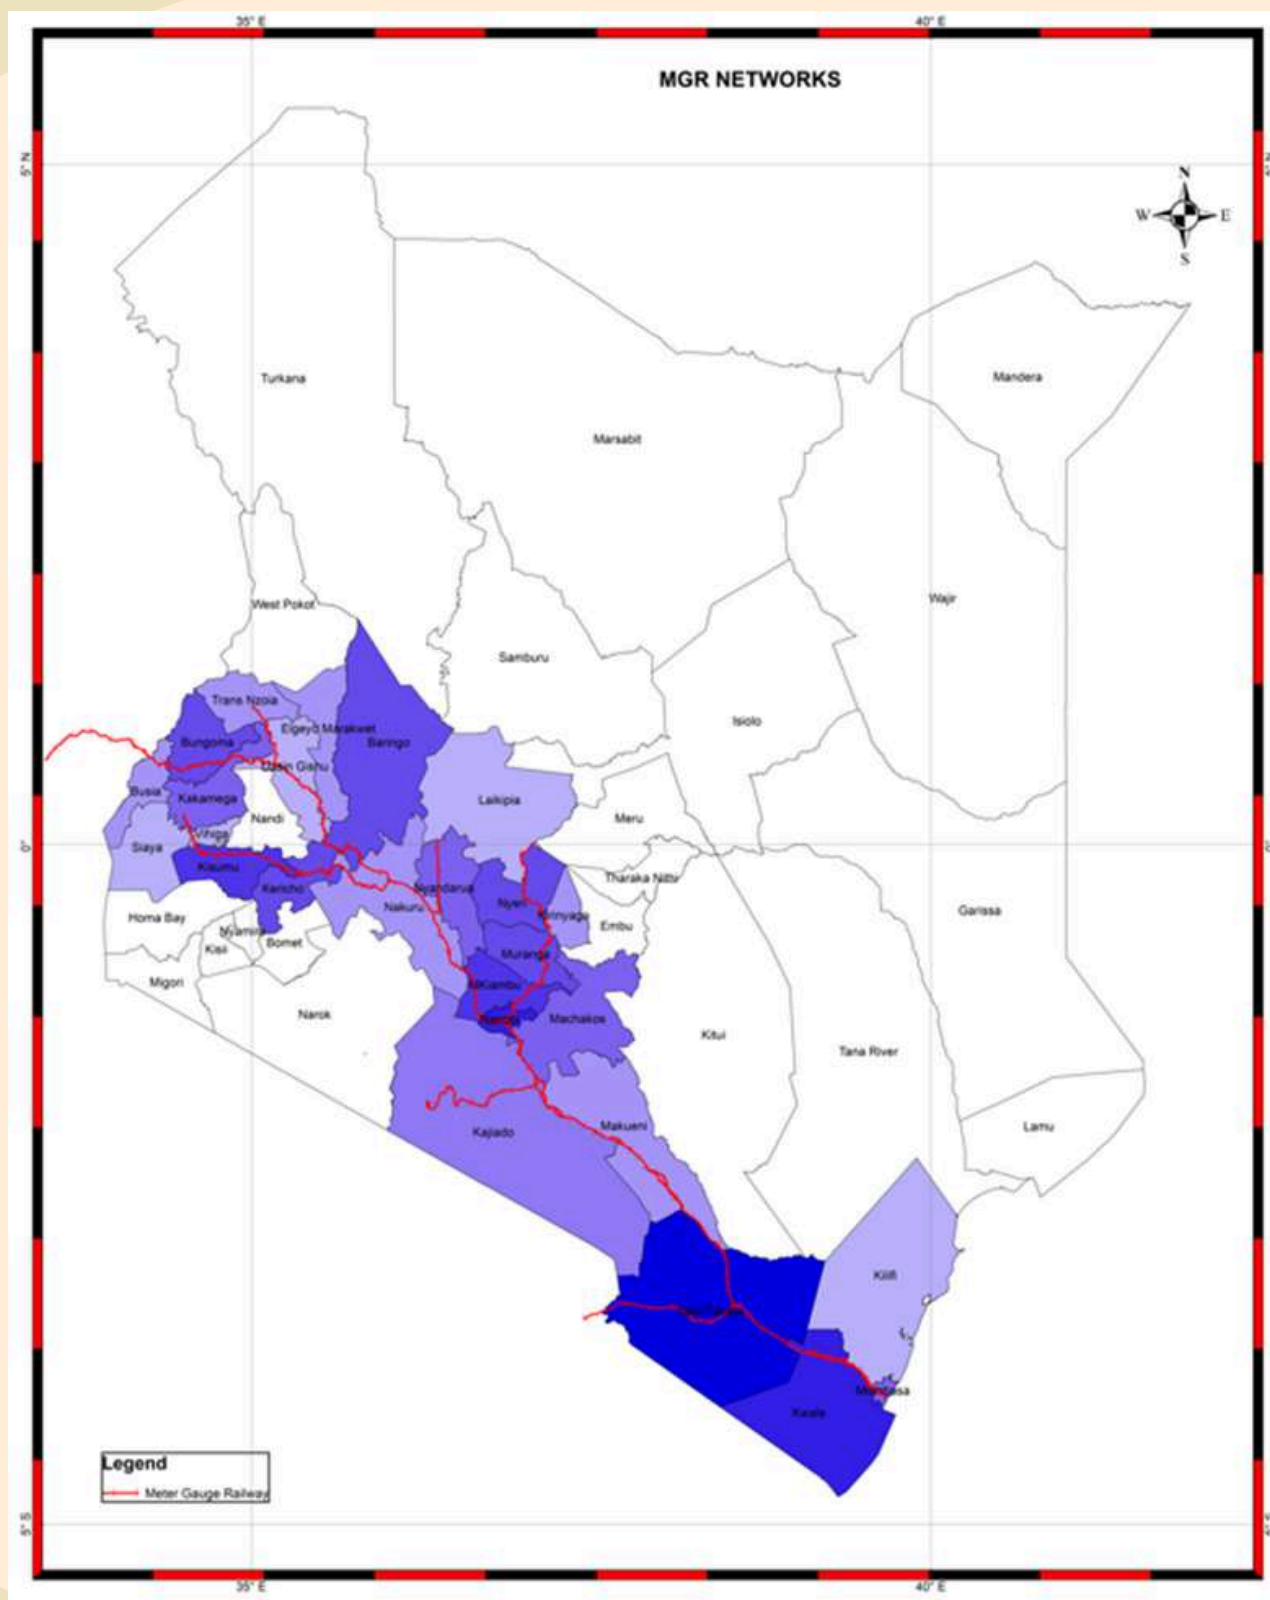 35° E
40° E
MGR NETWORKS
5° N
N
W
E
S
Turkana
Mandera
Marsabit
Wajir
West Pokot
Samburu
Trans Nzoia
Isiolo
Elgeyo Marakwet
Bungoma
Baringo
Uasin Gishu
Busia
Kakamega
Laikipia
Nandi
Meru
Vihiga
Siaya
0°
Kisumu
Kericho
Tharaka Nithi
Nyandarua
Nakuru
Nyeri
Kirinyaga
Garissa
Homa Bay
Embu
Nyamira
Kisii
Bomet
Muranga
Migori
Kiambu
Narok
Nairobi
Machakos
Kitui
Tana River
Lamu
Makueni
Kajiado
Kilifi
Mombasa
Kwale
Legend
Meter Gauge Railway
5° S
35° E
40° E